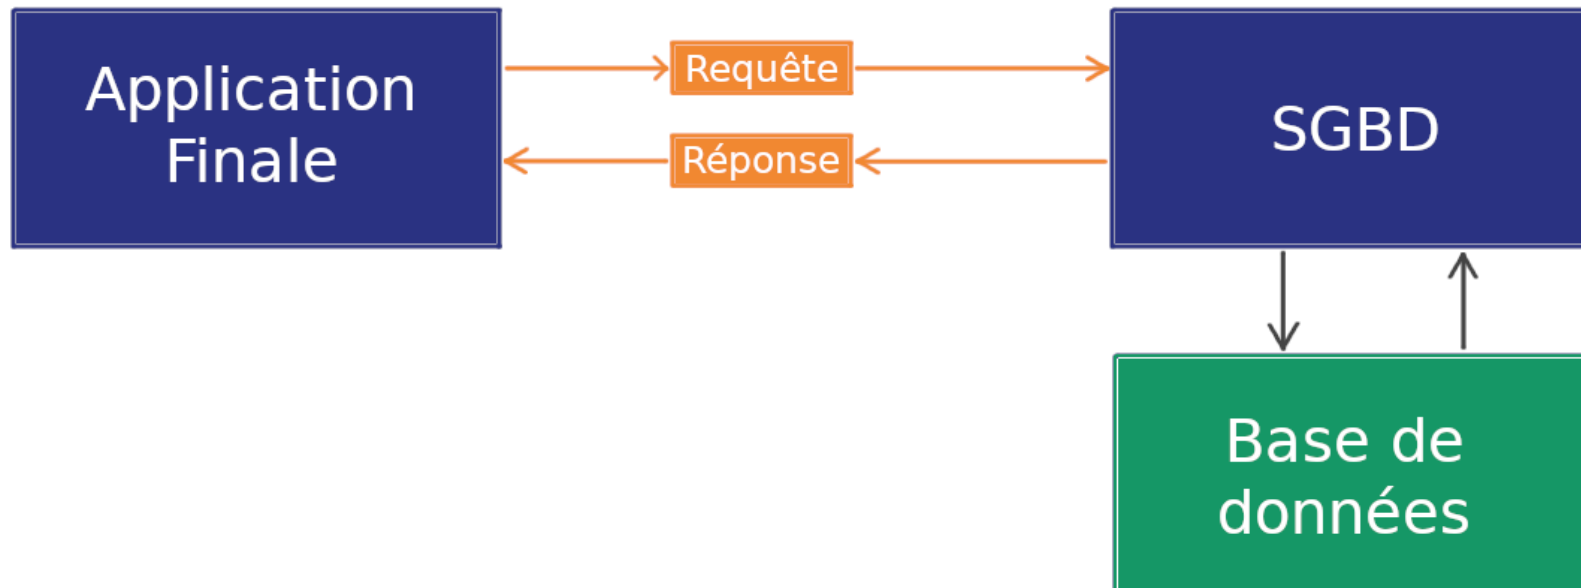 Application
Finale
Requête
Réponse
SGBD
Base de
données